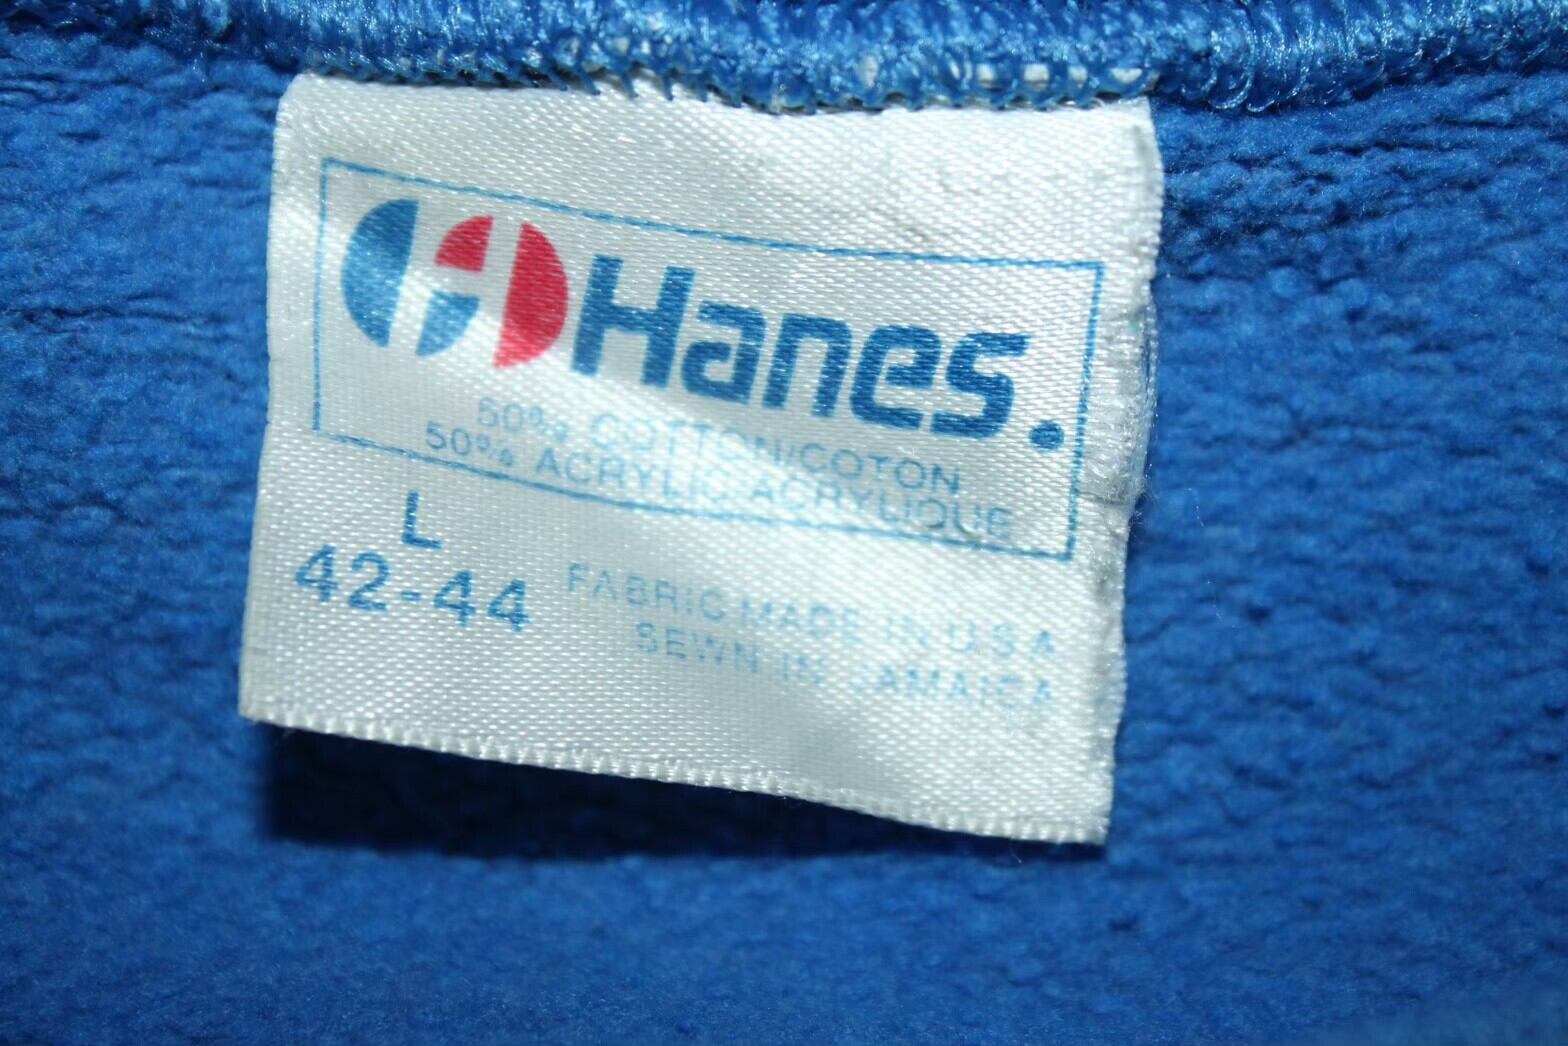 Hanes.
50% COTTON/COTON
50% ACRYLIC ACRYLIQUE
L
42-44
FABRIC MADE IN U.S.A
SEWN IN JAMAICA